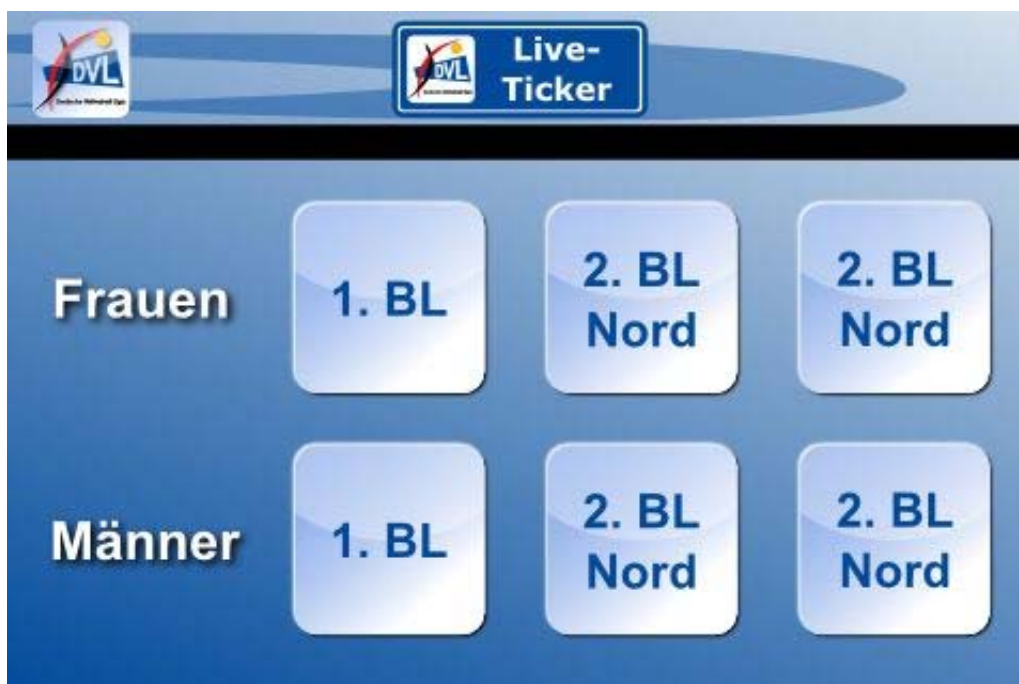 DVL
DVL
Live-
Ticker
Frauen
1. BL
2. BL
Nord
2. BL
Nord
Männer
1. BL
2. BL
Nord
2. BL
Nord